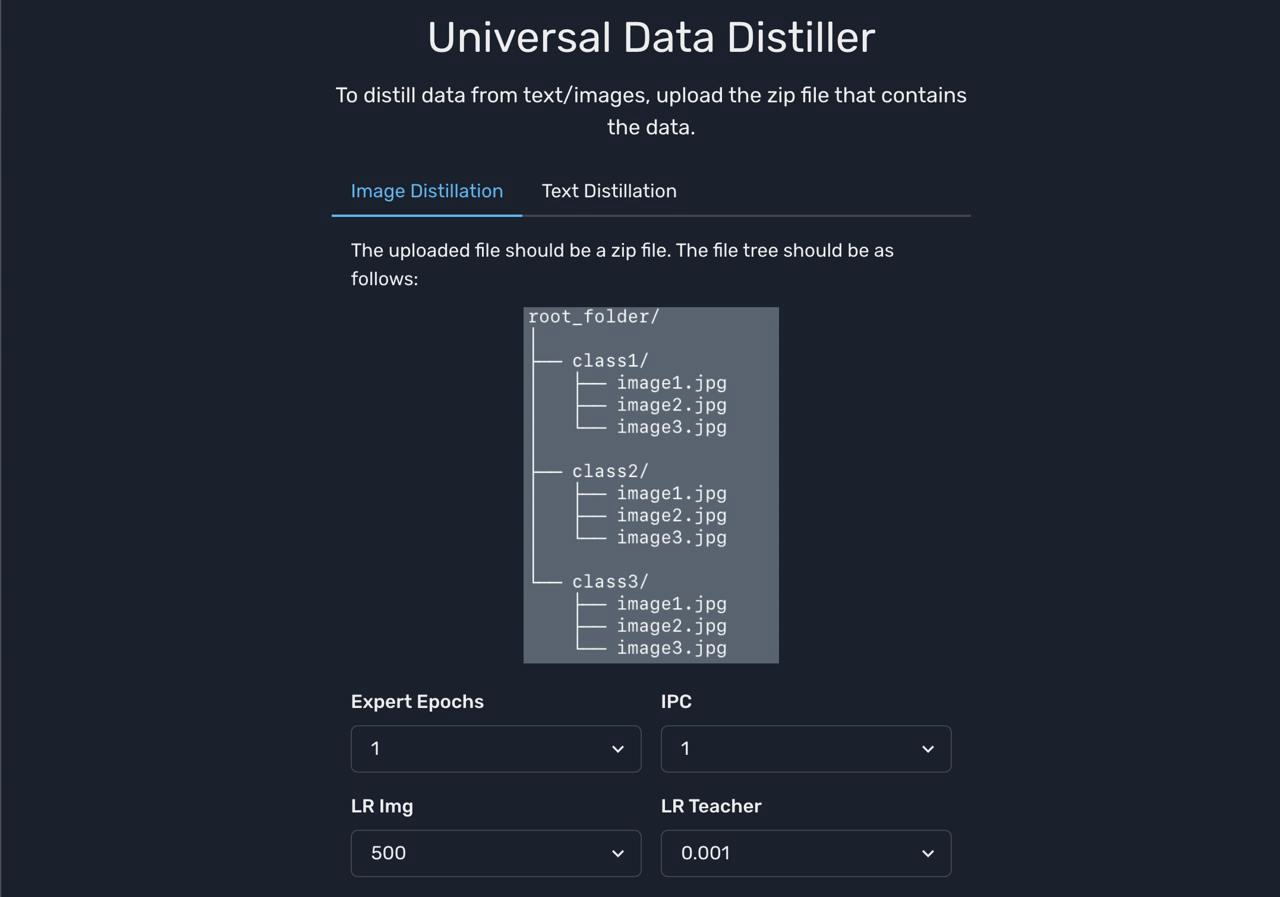 Universal Data Distiller
To distill data from text/images, upload the zip file that contains
the data.
Image Distillation Text Distillation
The uploaded file should be a zip file. The file tree should be as
follows:
root_folder/
class1/
image1.jpg
image2.jpg
image3.jpg
class2/
image1.jpg
image2.jpg
image3.jpg
class3/
image1.jpg
image2.jpg
image3.jpg
Expert Epochs IPC
1 1
LR Img LR Teacher
500 0.001